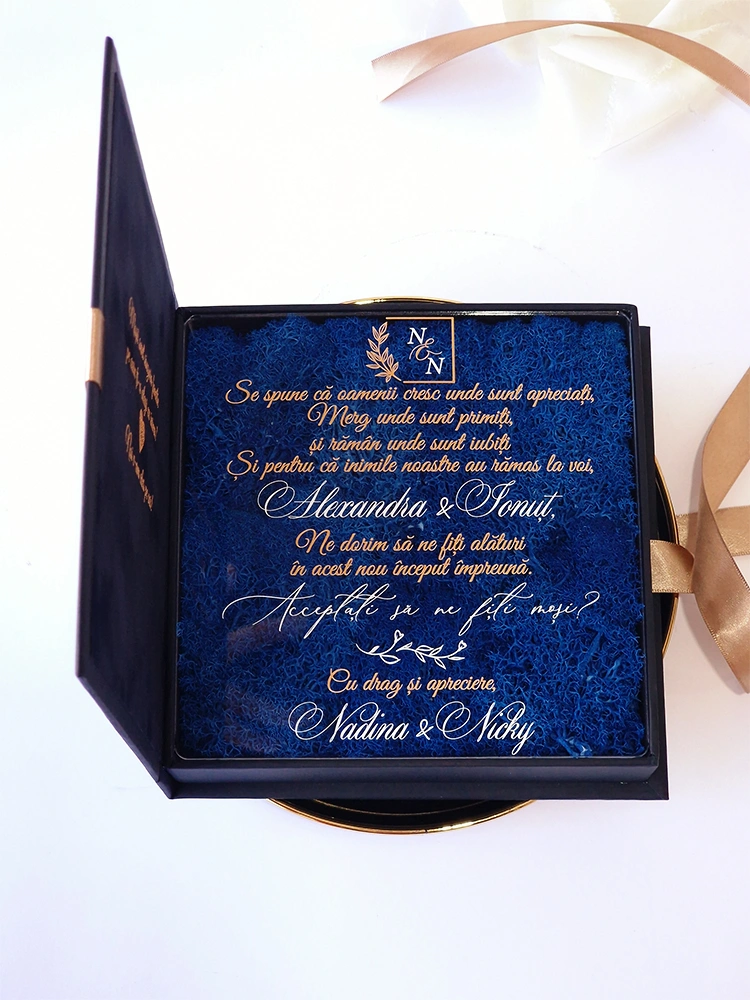 N
&
N
Se spune că oamenii cresc unde sunt apreciați,
Merg unde sunt primiți,
și rămân unde sunt iubiți
Și pentru că inimile noastre au rămas la voi,
Alexandra & Ionuț,
Ne dorim să ne fiți alături
în acest nou început împreună.
Acceptați să ne fiți moși?
Cu drag și apreciere,
Nadina & Nicky